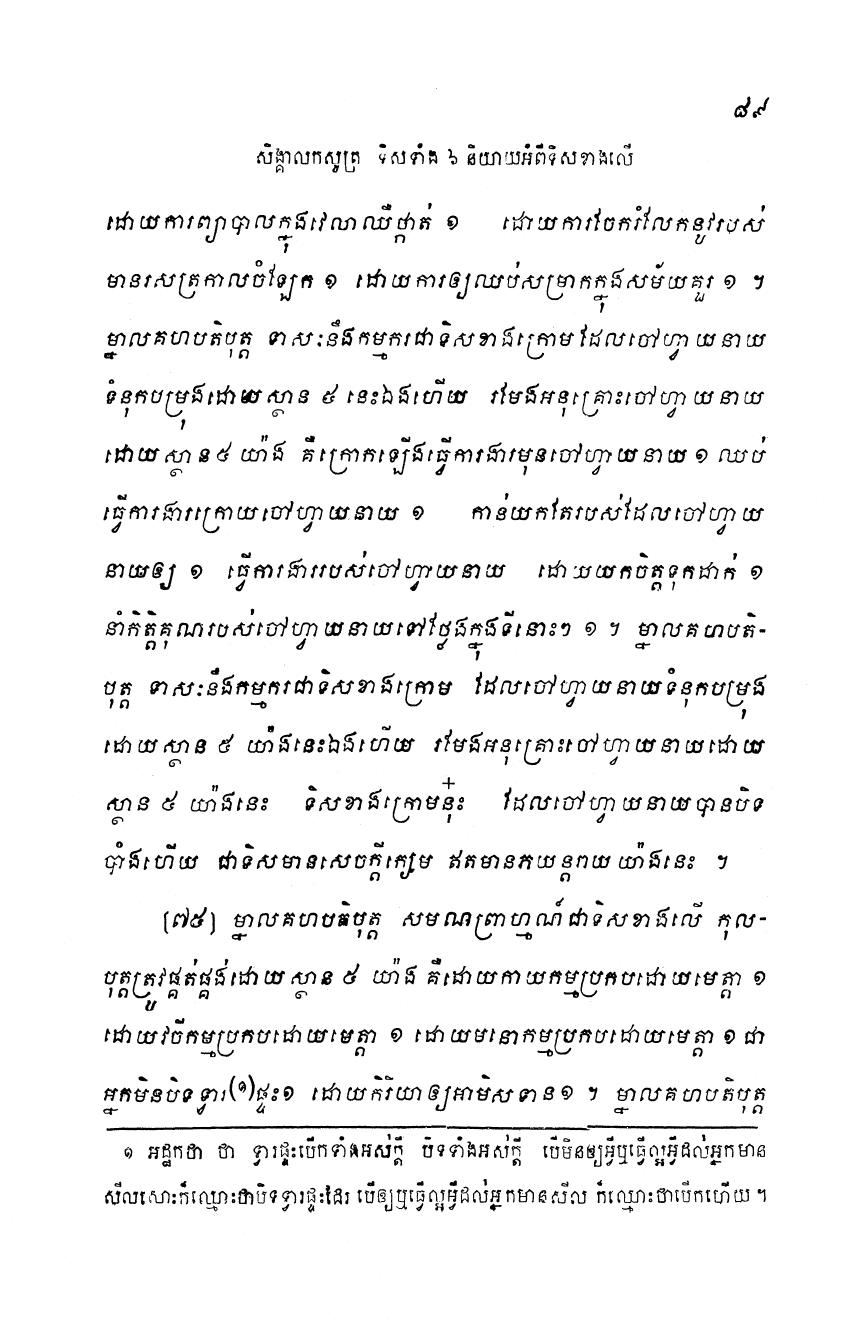 ៨៩
សិង្គាលកសូត្រ ទិសទាំង ៦ និយាយអំពីទិសខាងលើ
ដោយការព្យាបាលក្នុងវេលាឈឺថ្កាត់ ១ ដោយការចែករំលែកនូវរបស់
មានរសត្រកាលចំឡែក ១ ដោយការឲ្យឈប់សម្រាកក្នុងសម័យគួរ ១ ។
ម្នាលគហបតិបុត្ត ទាសៈនឹងកម្មករជាទិសខាងក្រោម ដែលចៅហ្វាយនាយ
ទំនុកបម្រុងដោយស្ថាន ៥ នេះឯងហើយ រមែងអនុគ្រោះចៅហ្វាយនាយ
ដោយស្ថាន ៥ យ៉ាង គឺក្រោកឡើងធ្វើការងារមុនចៅហ្វាយនាយ ១ ឈប់
ធ្វើការងារក្រោយចៅហ្វាយនាយ ១ កាន់យកតែរបស់ដែលចៅហ្វាយ
នាយឲ្យ ១ ធ្វើការងាររបស់ចៅហ្វាយនាយ ដោយយកចិត្តទុកដាក់ ១
នាំកិត្តិគុណរបស់ចៅហ្វាយនាយទៅថ្លែងក្នុងទីនោះៗ ១ ។ ម្នាលគហបតិ-
បុត្ត ទាសៈនឹងកម្មករជាទិសខាងក្រោម ដែលចៅហ្វាយនាយទំនុកបម្រុង
ដោយស្ថាន ៥ យ៉ាងនេះឯងហើយ រមែងអនុគ្រោះចៅហ្វាយនាយដោយ
ស្ថាន ៥ យ៉ាងនេះ ទិសខាងក្រោមនុ៎ះ ដែលចៅហ្វាយនាយបានបិទ
បាំងហើយ ជាទិសមានសេចក្តីក្សេម ឥតមានភយន្តរាយ យ៉ាងនេះ ។
(៧៥) ម្នាលគហបតិបុត្ត សមណព្រាហ្មណ៍ជាទិសខាងលើ កុល-
បុត្តត្រូវផ្គត់ផ្គង់ដោយស្ថាន ៥ យ៉ាង គឺដោយកាយកម្មប្រកបដោយមេត្តា ១
ដោយវចីកម្មប្រកបដោយមេត្តា ១ ដោយមនោកម្មប្រកបដោយមេត្តា ១ ជា
អ្នកមិនបិទទ្វារ(១)ផ្ទះ១ ដោយកិរិយាឲ្យអាមិសទាន១ ។ ម្នាលគហបតិបុត្ត
១ អដ្ឋកថា ថា ទ្វារផ្ទះបើកទាំងអស់ក្តី បិទទាំងអស់ក្តី បើមិនឲ្យអ្វីឬធ្វើល្អអ្វីដល់អ្នកមាន
សីលសោះក៏ឈ្មោះថាបិទទ្វារផ្ទះដែរ បើឲ្យឬធ្វើល្អអ្វីដល់អ្នកមានសីល ក៏ឈ្មោះថាបើកហើយ ។